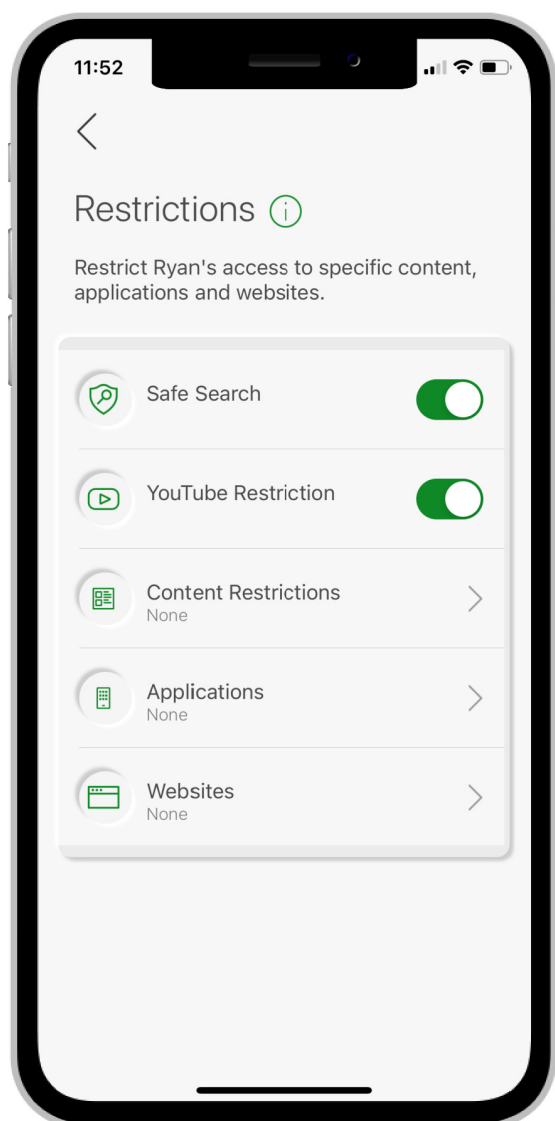 11:52
Restrictions
Restrict Ryan's access to specific content,
applications and websites.
Safe Search
YouTube Restriction
Content Restrictions
None
Applications
None
Websites
None